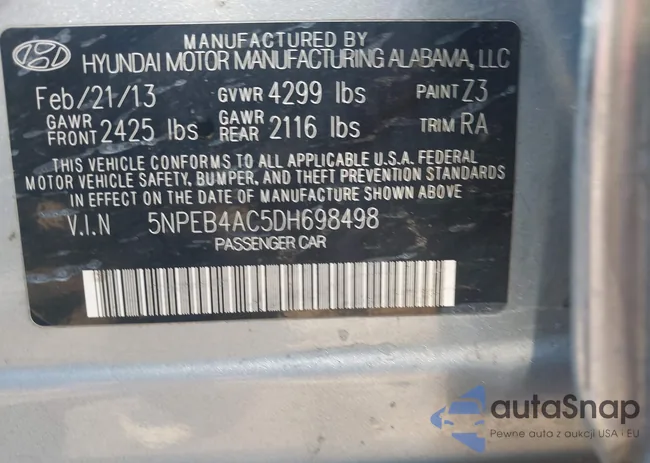 MANUFACTURED BY
HYUNDAI MOTOR MANUFACTURING ALABAMA, LLC
Feb/21/13 GVWR 4299 lbs PAINT Z3
GAWR FRONT 2425 lbs GAWR REAR 2116 lbs TRIM RA
THIS VEHICLE CONFORMS TO ALL APPLICABLE U.S.A. FEDERAL
MOTOR VEHICLE SAFETY, BUMPER, AND THEFT PREVENTION STANDARDS
IN EFFECT ON THE DATE OF MANUFACTURE SHOWN ABOVE
V.I.N 5NPEB4AC5DH698498
PASSENGER CAR
autaSnap
Pewne auta z aukcji USA i EU